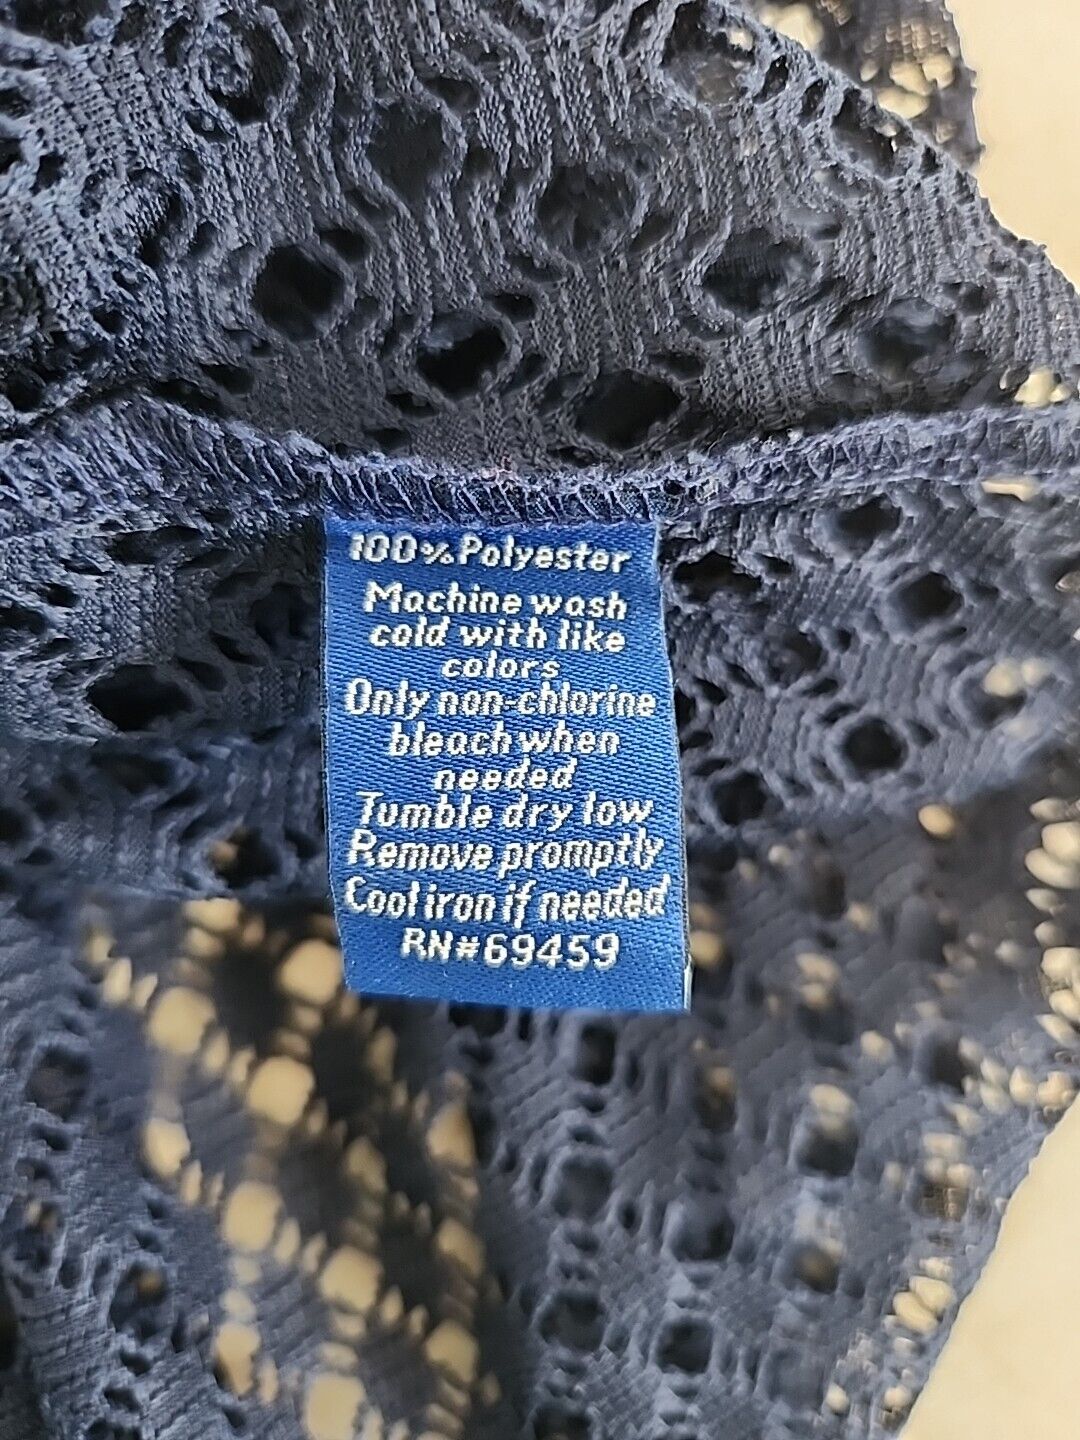 100% Polyester
Machine wash
cold with like
colors
Only non-chlorine
bleach when
needed
Tumble dry low
Remove promptly
Cool iron if needed
RN#69459